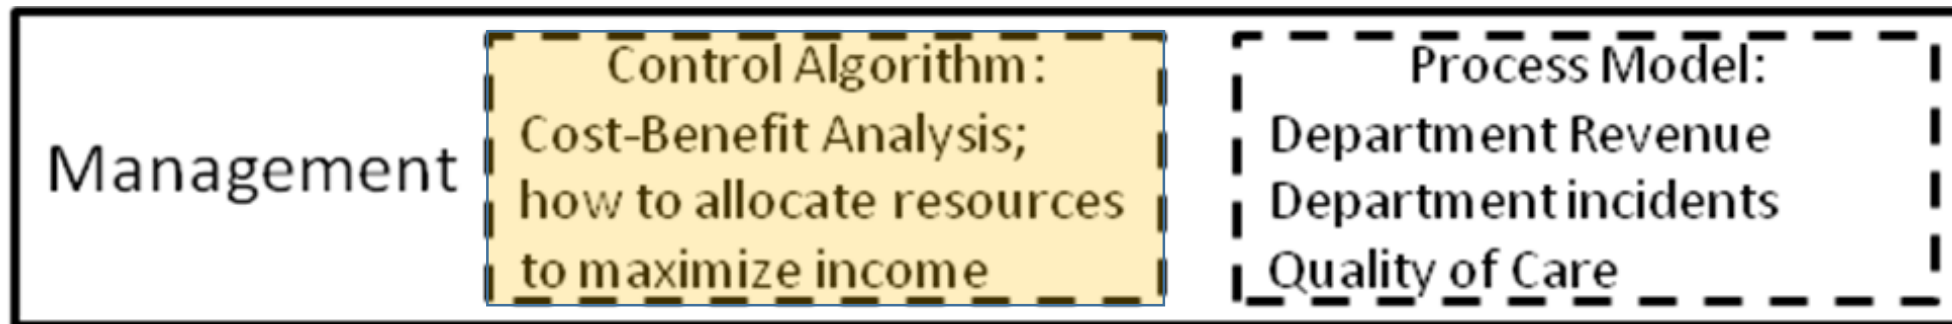 Management
Control Algorithm:
Cost-Benefit Analysis;
how to allocate resources
to maximize income
Process Model:
Department Revenue
Department incidents
Quality of Care